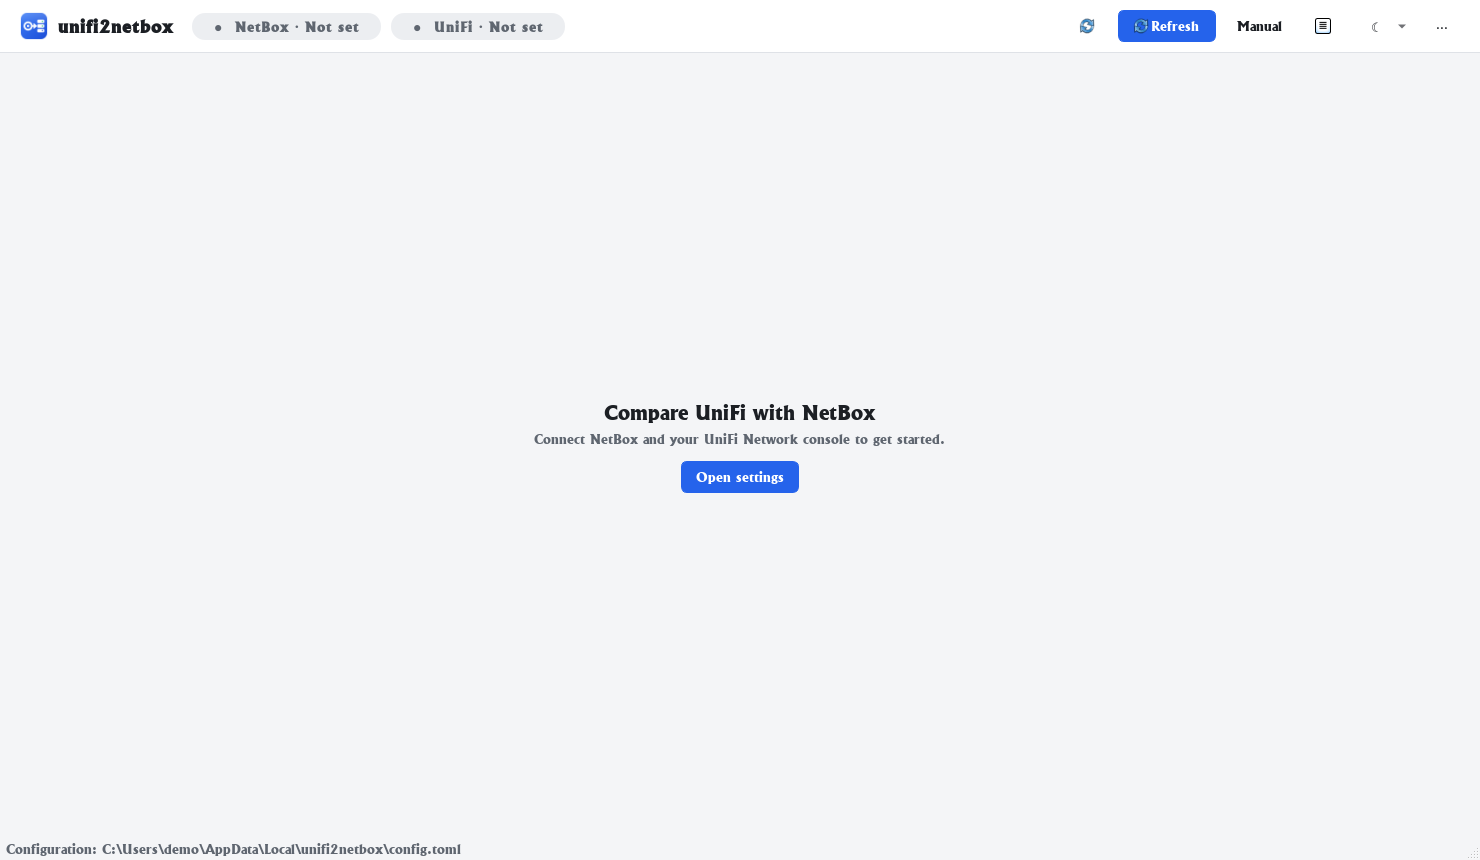 unifi2netbox
● NetBox · Not set
● UniFi · Not set
Refresh
Manual
...
Compare UniFi with NetBox
Connect NetBox and your UniFi Network console to get started.
Open settings
Configuration: C:\Users\demo\AppData\Local\unifi2netbox\config.toml